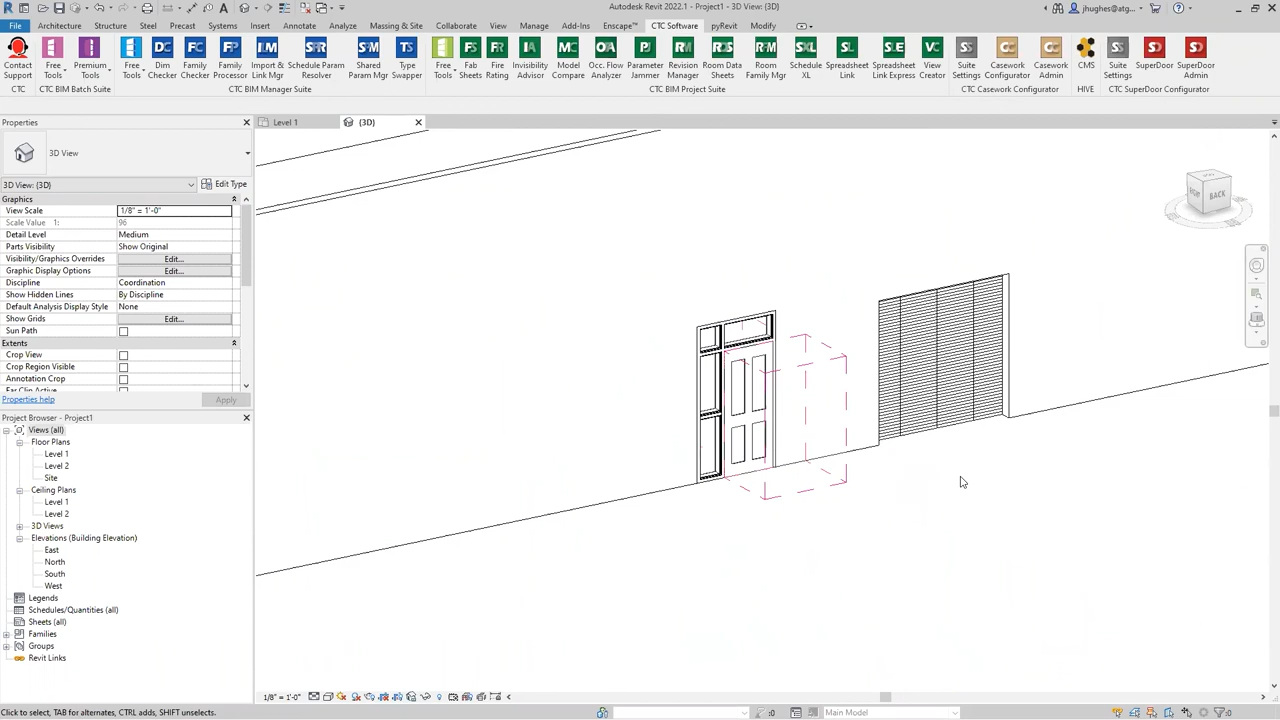 Autodesk Revit 2022.1 - Project1 - 3D View: {3D}
jhughes@atg...
File Architecture Structure Steel Precast Systems Insert Annotate Analyze Massing & Site Collaborate View Manage Add-Ins Enscape™ CTC Software pyRevit Modify
Contact Support
Free Tools
Premium Tools
Free Tools
Dim Checker
Family Checker
Family Processor
Import & Link Mgr
Schedule Param Resolver
Shared Param Mgr
Type Swapper
Free Tools
Fab Sheets
Fire Rating
Invisibility Advisor
Model Compare
Occ. Flow Analyzer
Parameter Jammer
Revision Manager
Room Data Sheets
Room Family Mgr
Schedule XL
Spreadsheet Link
Spreadsheet Link Express
View Creator
Suite Settings
Casework Configurator
Casework Admin
CMS
Suite Settings
SuperDoor
SuperDoor Admin
CTC CTC BIM Batch Suite CTC BIM Manager Suite CTC BIM Project Suite CTC Casework Configurator HIVE CTC SuperDoor Configurator
Properties
Level 1
{3D}
3D View
3D View: {3D}
Edit Type
Graphics
View Scale 1/8" = 1'-0"
Scale Value 1: 96
Detail Level Medium
Parts Visibility Show Original
Visibility/Graphics Overrides Edit...
Graphic Display Options Edit...
Discipline Coordination
Show Hidden Lines By Discipline
Default Analysis Display Style None
Show Grids Edit...
Sun Path
Extents
Crop View
Crop Region Visible
Annotation Crop
Far Clip Active
Properties help
Apply
BACK
Project Browser - Project1
Views (all)
Floor Plans
Level 1
Level 2
Site
Ceiling Plans
Level 1
Level 2
3D Views
Elevations (Building Elevation)
East
North
South
West
Legends
Schedules/Quantities (all)
Sheets (all)
Families
Groups
Revit Links
1/8" = 1'-0"
Click to select, TAB for alternates, CTRL adds, SHIFT unselects.
:0
Main Model
:0